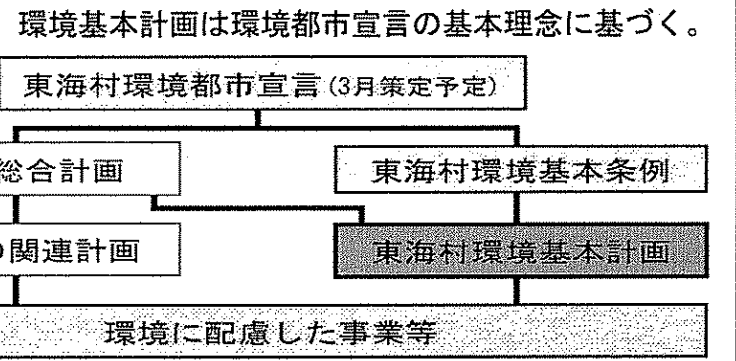 環境基本計画は環境都市宣言の基本理念に基づく。
東海村環境都市宣言(3月策定予定)
総合計画
東海村環境基本条例
関連計画
東海村環境基本計画
環境に配慮した事業等